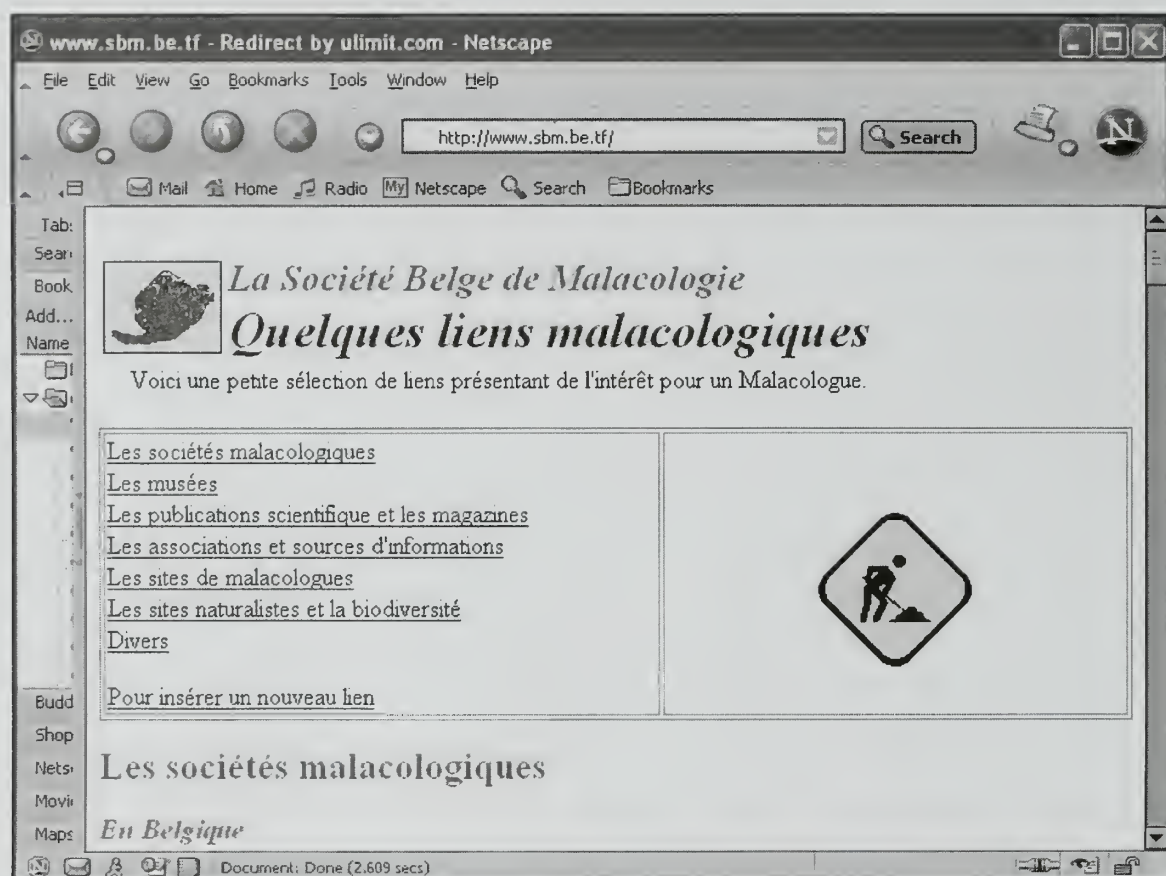 www.sbm.be.tf - Redirect by ulimit.com - Netscape
File Edit View Go Bookmarks Tools Window Help
http://www.sbm.be.tf/ Search N
Mail Home Radio My Netscape Search Bookmarks
Tab:
Sear
Book
Add...
Name
La Société Belge de Malacologie
Quelques liens malacologiques
Voici une petite sélection de liens présentant de l'intérêt pour un Malacologue.
Les sociétés malacologiques
Les musées
Les publications scientifique et les magazines
Les associations et sources d'informations
Les sites de malacologues
Les sites naturalistes et la biodiversité
Divers
Pour insérer un nouveau lien
Budd
Shop
Nets
Movi
Maps
Les sociétés malacologiques
En Belgique
Document: Done (2.609 secs)